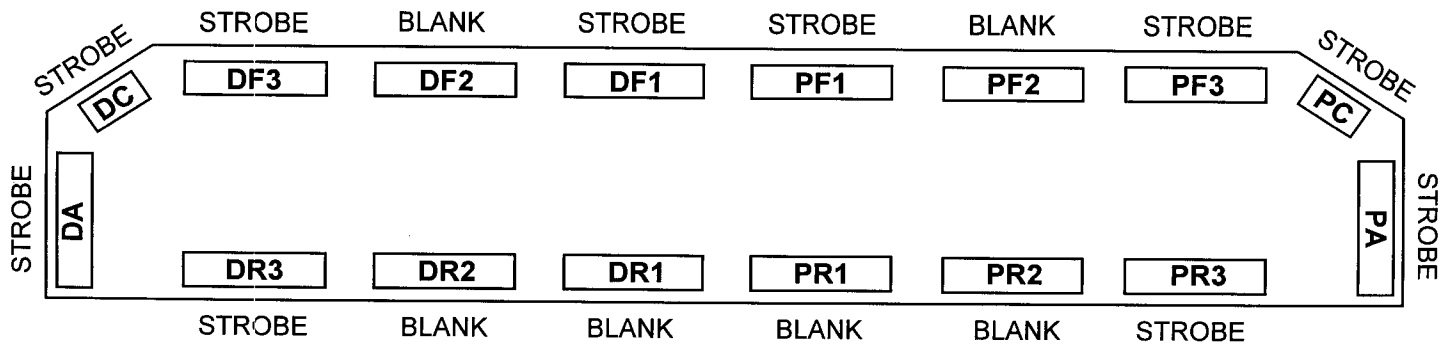 STROBE BLANK STROBE STROBE BLANK STROBE
STROBE STROBE
DC DF3 DF2 DF1 PF1 PF2 PF3 PC
STROBE DA PA STROBE
DR3 DR2 DR1 PR1 PR2 PR3
STROBE BLANK BLANK BLANK BLANK STROBE